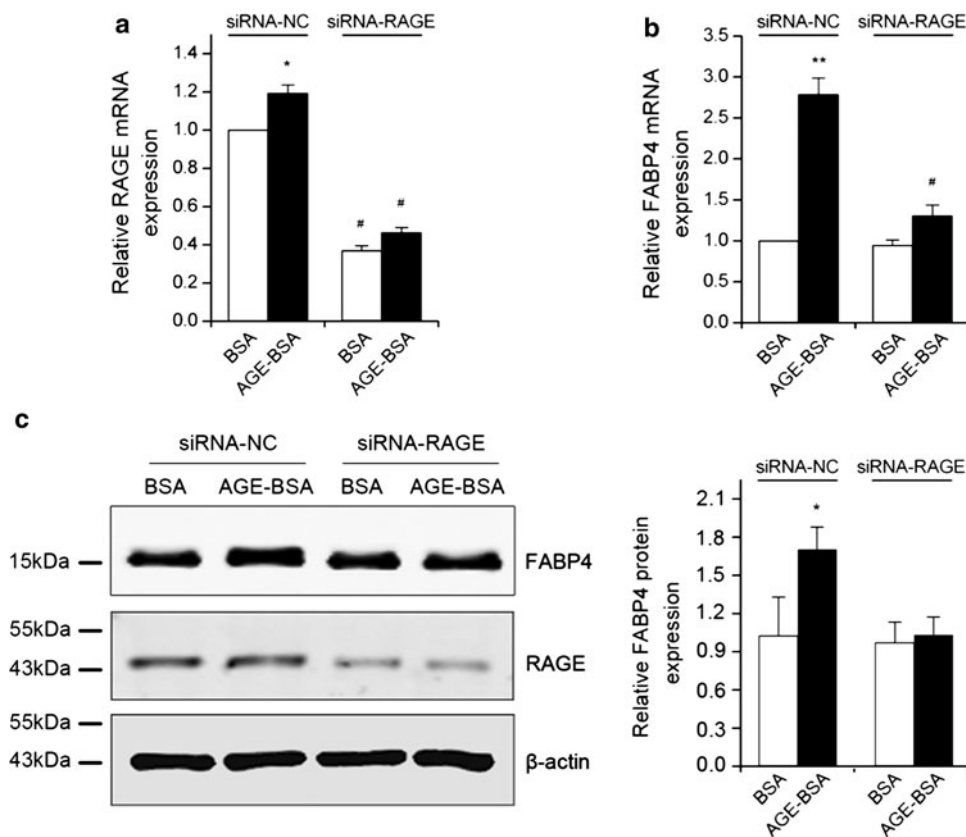 a
siRNA-NC siRNA-RAGE
Relative RAGE mRNA
expression
1.4
1.2
1.0
0.8
0.6
0.4
0.2
0.0
*
#
#
BSA
AGE-BSA
BSA
AGE-BSA
b
siRNA-NC siRNA-RAGE
Relative FABP4 mRNA
expression
3.5
3.0
2.5
2.0
1.5
1.0
0.5
0.0
**
#
BSA
AGE-BSA
BSA
AGE-BSA
c
siRNA-NC siRNA-RAGE
BSA AGE-BSA BSA AGE-BSA
15kDa FABP4
55kDa
43kDa RAGE
55kDa
43kDa β-actin
siRNA-NC siRNA-RAGE
Relative FABP4 protein
expression
2.1
1.8
1.5
1.2
0.9
0.6
0.3
0.0
*
BSA
AGE-BSA
BSA
AGE-BSA